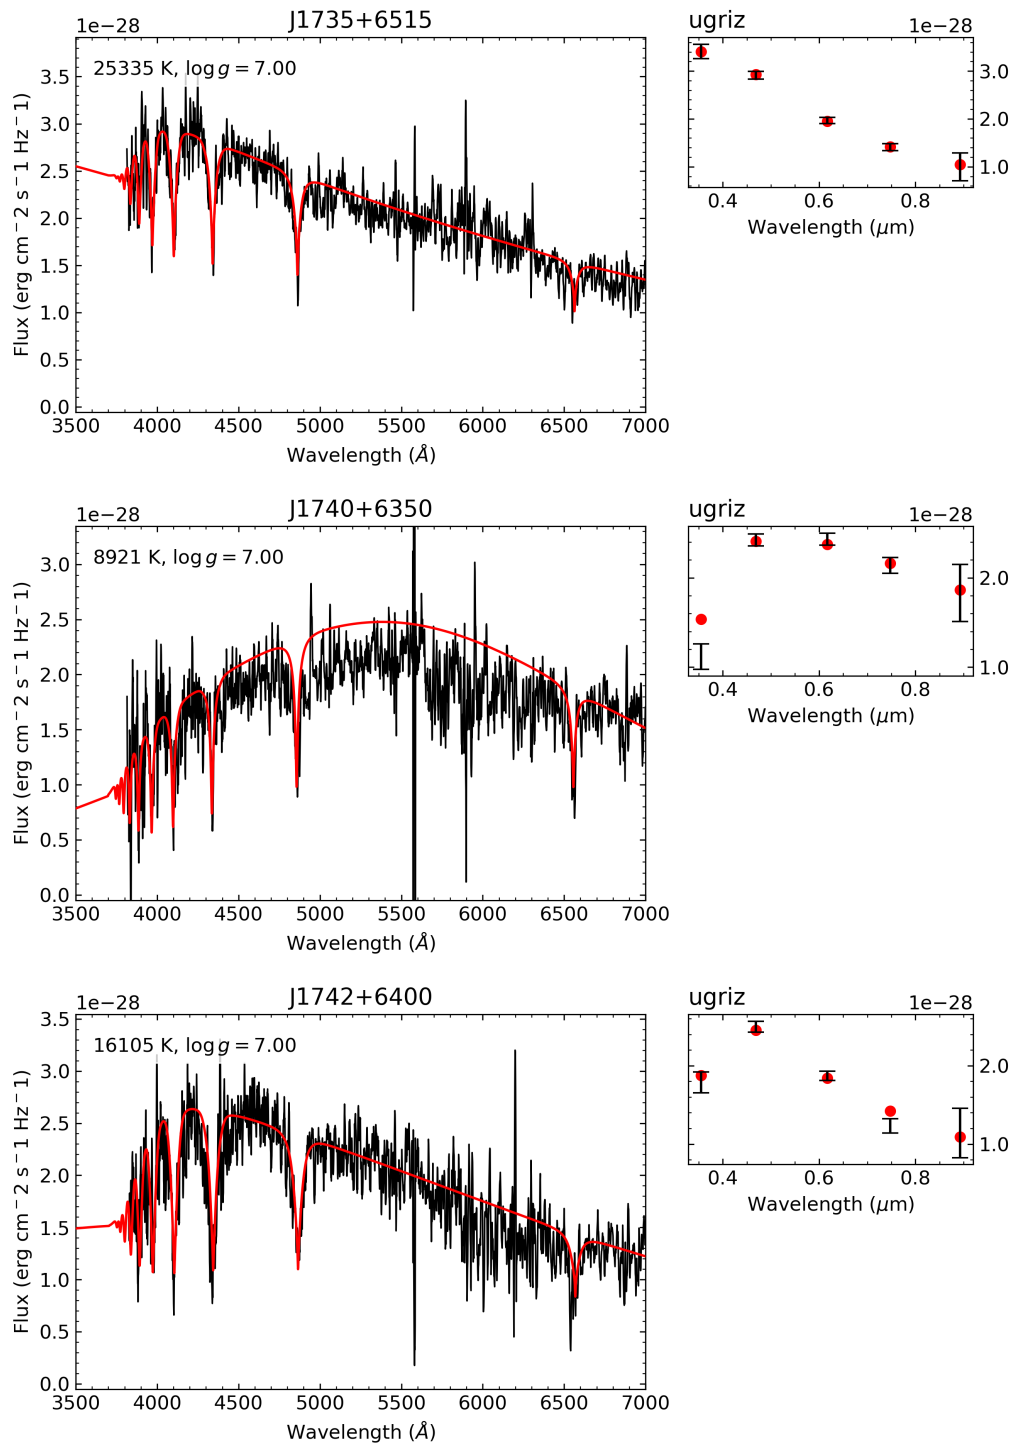 J1735+6515
1e−28
25335 K, log g = 7.00
3.5
3.0
2.5
2.0
1.5
1.0
0.5
0.0
Flux (erg cm−2 s−1 Hz−1)
3500 4000 4500 5000 5500 6000 6500 7000
Wavelength (Å)
ugriz
1e−28
3.0
2.0
1.0
0.4 0.6 0.8
Wavelength (μm)
J1740+6350
1e−28
8921 K, log g = 7.00
3.0
2.5
2.0
1.5
1.0
0.5
0.0
Flux (erg cm−2 s−1 Hz−1)
3500 4000 4500 5000 5500 6000 6500 7000
Wavelength (Å)
ugriz
1e−28
2.0
1.0
0.4 0.6 0.8
Wavelength (μm)
J1742+6400
1e−28
16105 K, log g = 7.00
3.5
3.0
2.5
2.0
1.5
1.0
0.5
0.0
Flux (erg cm−2 s−1 Hz−1)
3500 4000 4500 5000 5500 6000 6500 7000
Wavelength (Å)
ugriz
1e−28
2.0
1.0
0.4 0.6 0.8
Wavelength (μm)